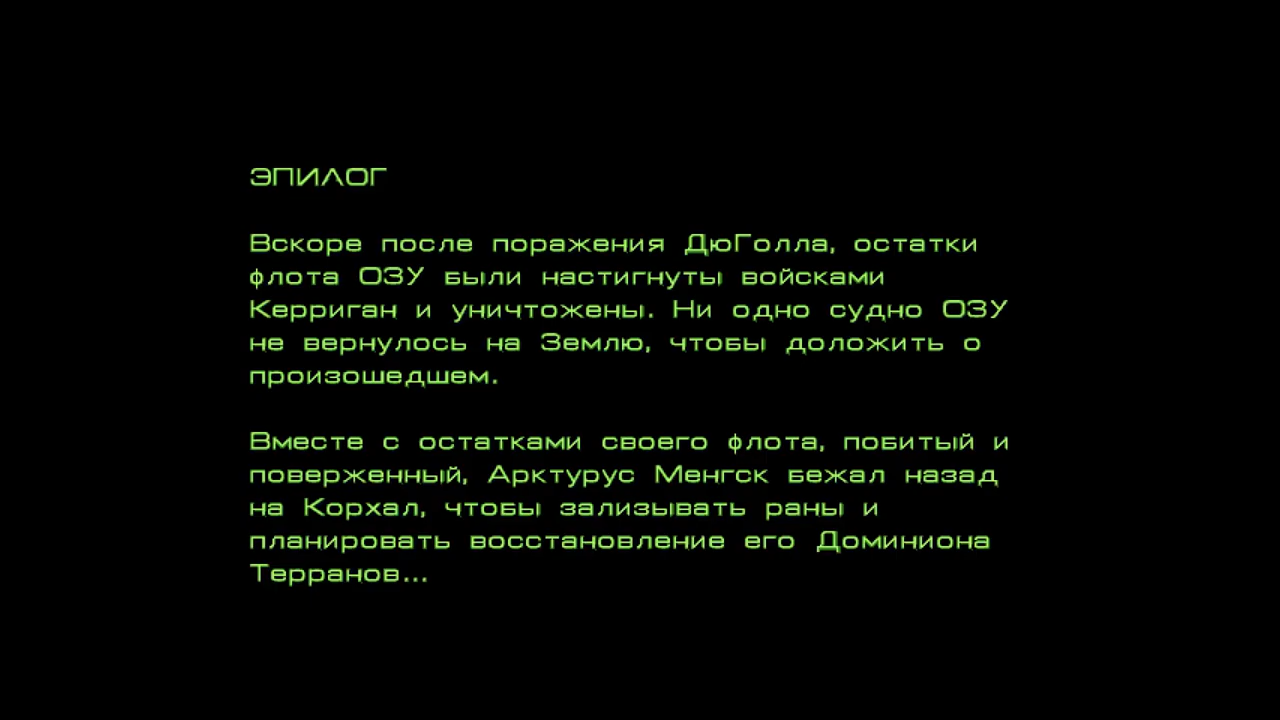 ЭПИЛОГ
Вскоре после поражения ДюГолла, остатки
флота ОЗУ были настигнуты войсками
Керриган и уничтожены. Ни одно судно ОЗУ
не вернулось на Землю, чтобы доложить о
произошедшем.
Вместе с остатками своего флота, побитый и
поверженный, Арктурус Менгск бежал назад
на Корхал, чтобы зализывать раны и
планировать восстановление его Доминиона
Терранов...